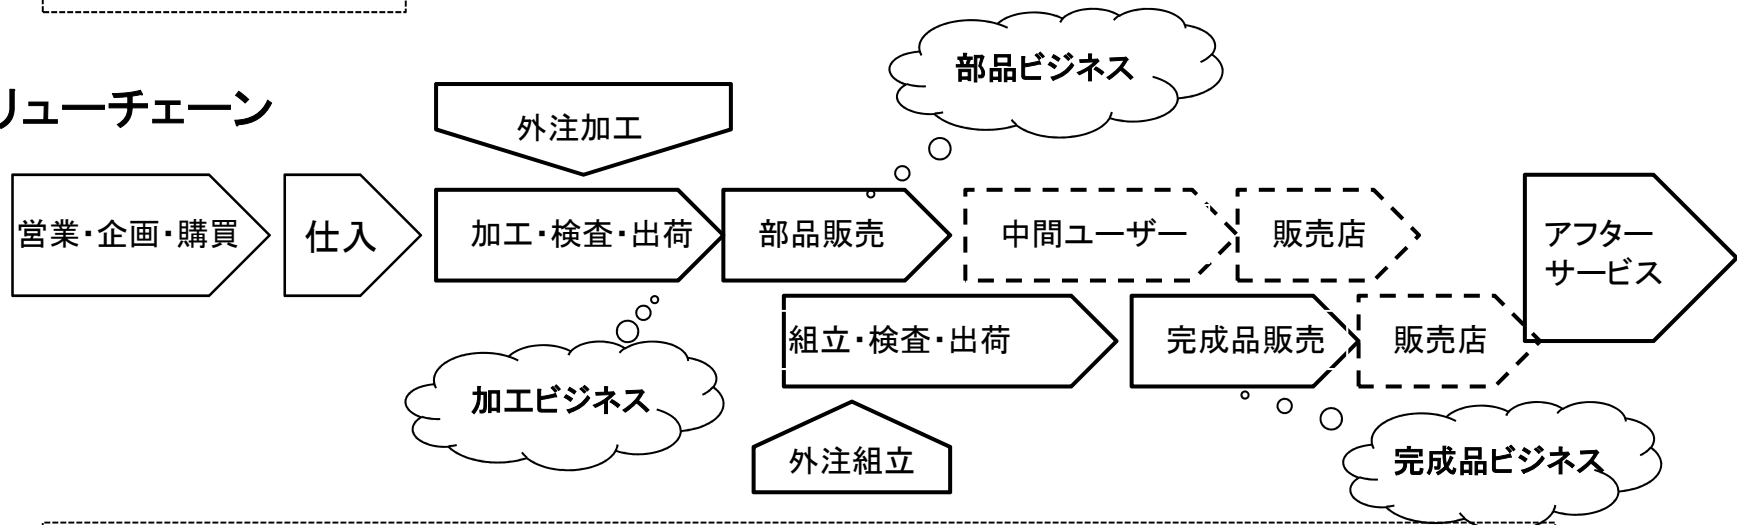 部品ビジネス
リューチェーン
外注加工
営業・企画・購買
仕入
加工・検査・出荷
部品販売
中間ユーザー
販売店
アフター
サービス
組立・検査・出荷
完成品販売
販売店
加工ビジネス
外注組立
完成品ビジネス